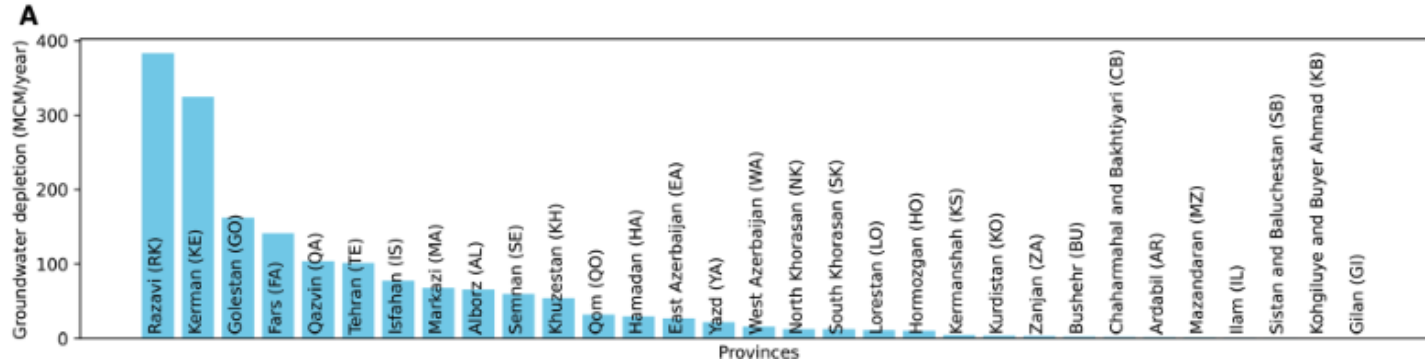 A
Groundwater depletion (MCM/year)
400
300
200
100
0
Razavi (RK)
Kerman (KE)
Golestan (GO)
Fars (FA)
Qazvin (QA)
Tehran (TE)
Isfahan (IS)
Markazi (MA)
Alborz (AL)
Semnan (SE)
Khuzestan (KH)
Qom (QO)
Hamadan (HA)
East Azerbaijan (EA)
Yazd (YA)
West Azerbaijan (WA)
North Khorasan (NK)
South Khorasan (SK)
Lorestan (LO)
Hormozgan (HO)
Kermanshah (KS)
Kurdistan (KO)
Zanjan (ZA)
Bushehr (BU)
Chaharmahal and Bakhtiyari (CB)
Ardabil (AR)
Mazandaran (MZ)
Ilam (IL)
Sistan and Baluchestan (SB)
Kohgiluye and Buyer Ahmad (KB)
Gilan (GI)
Provinces